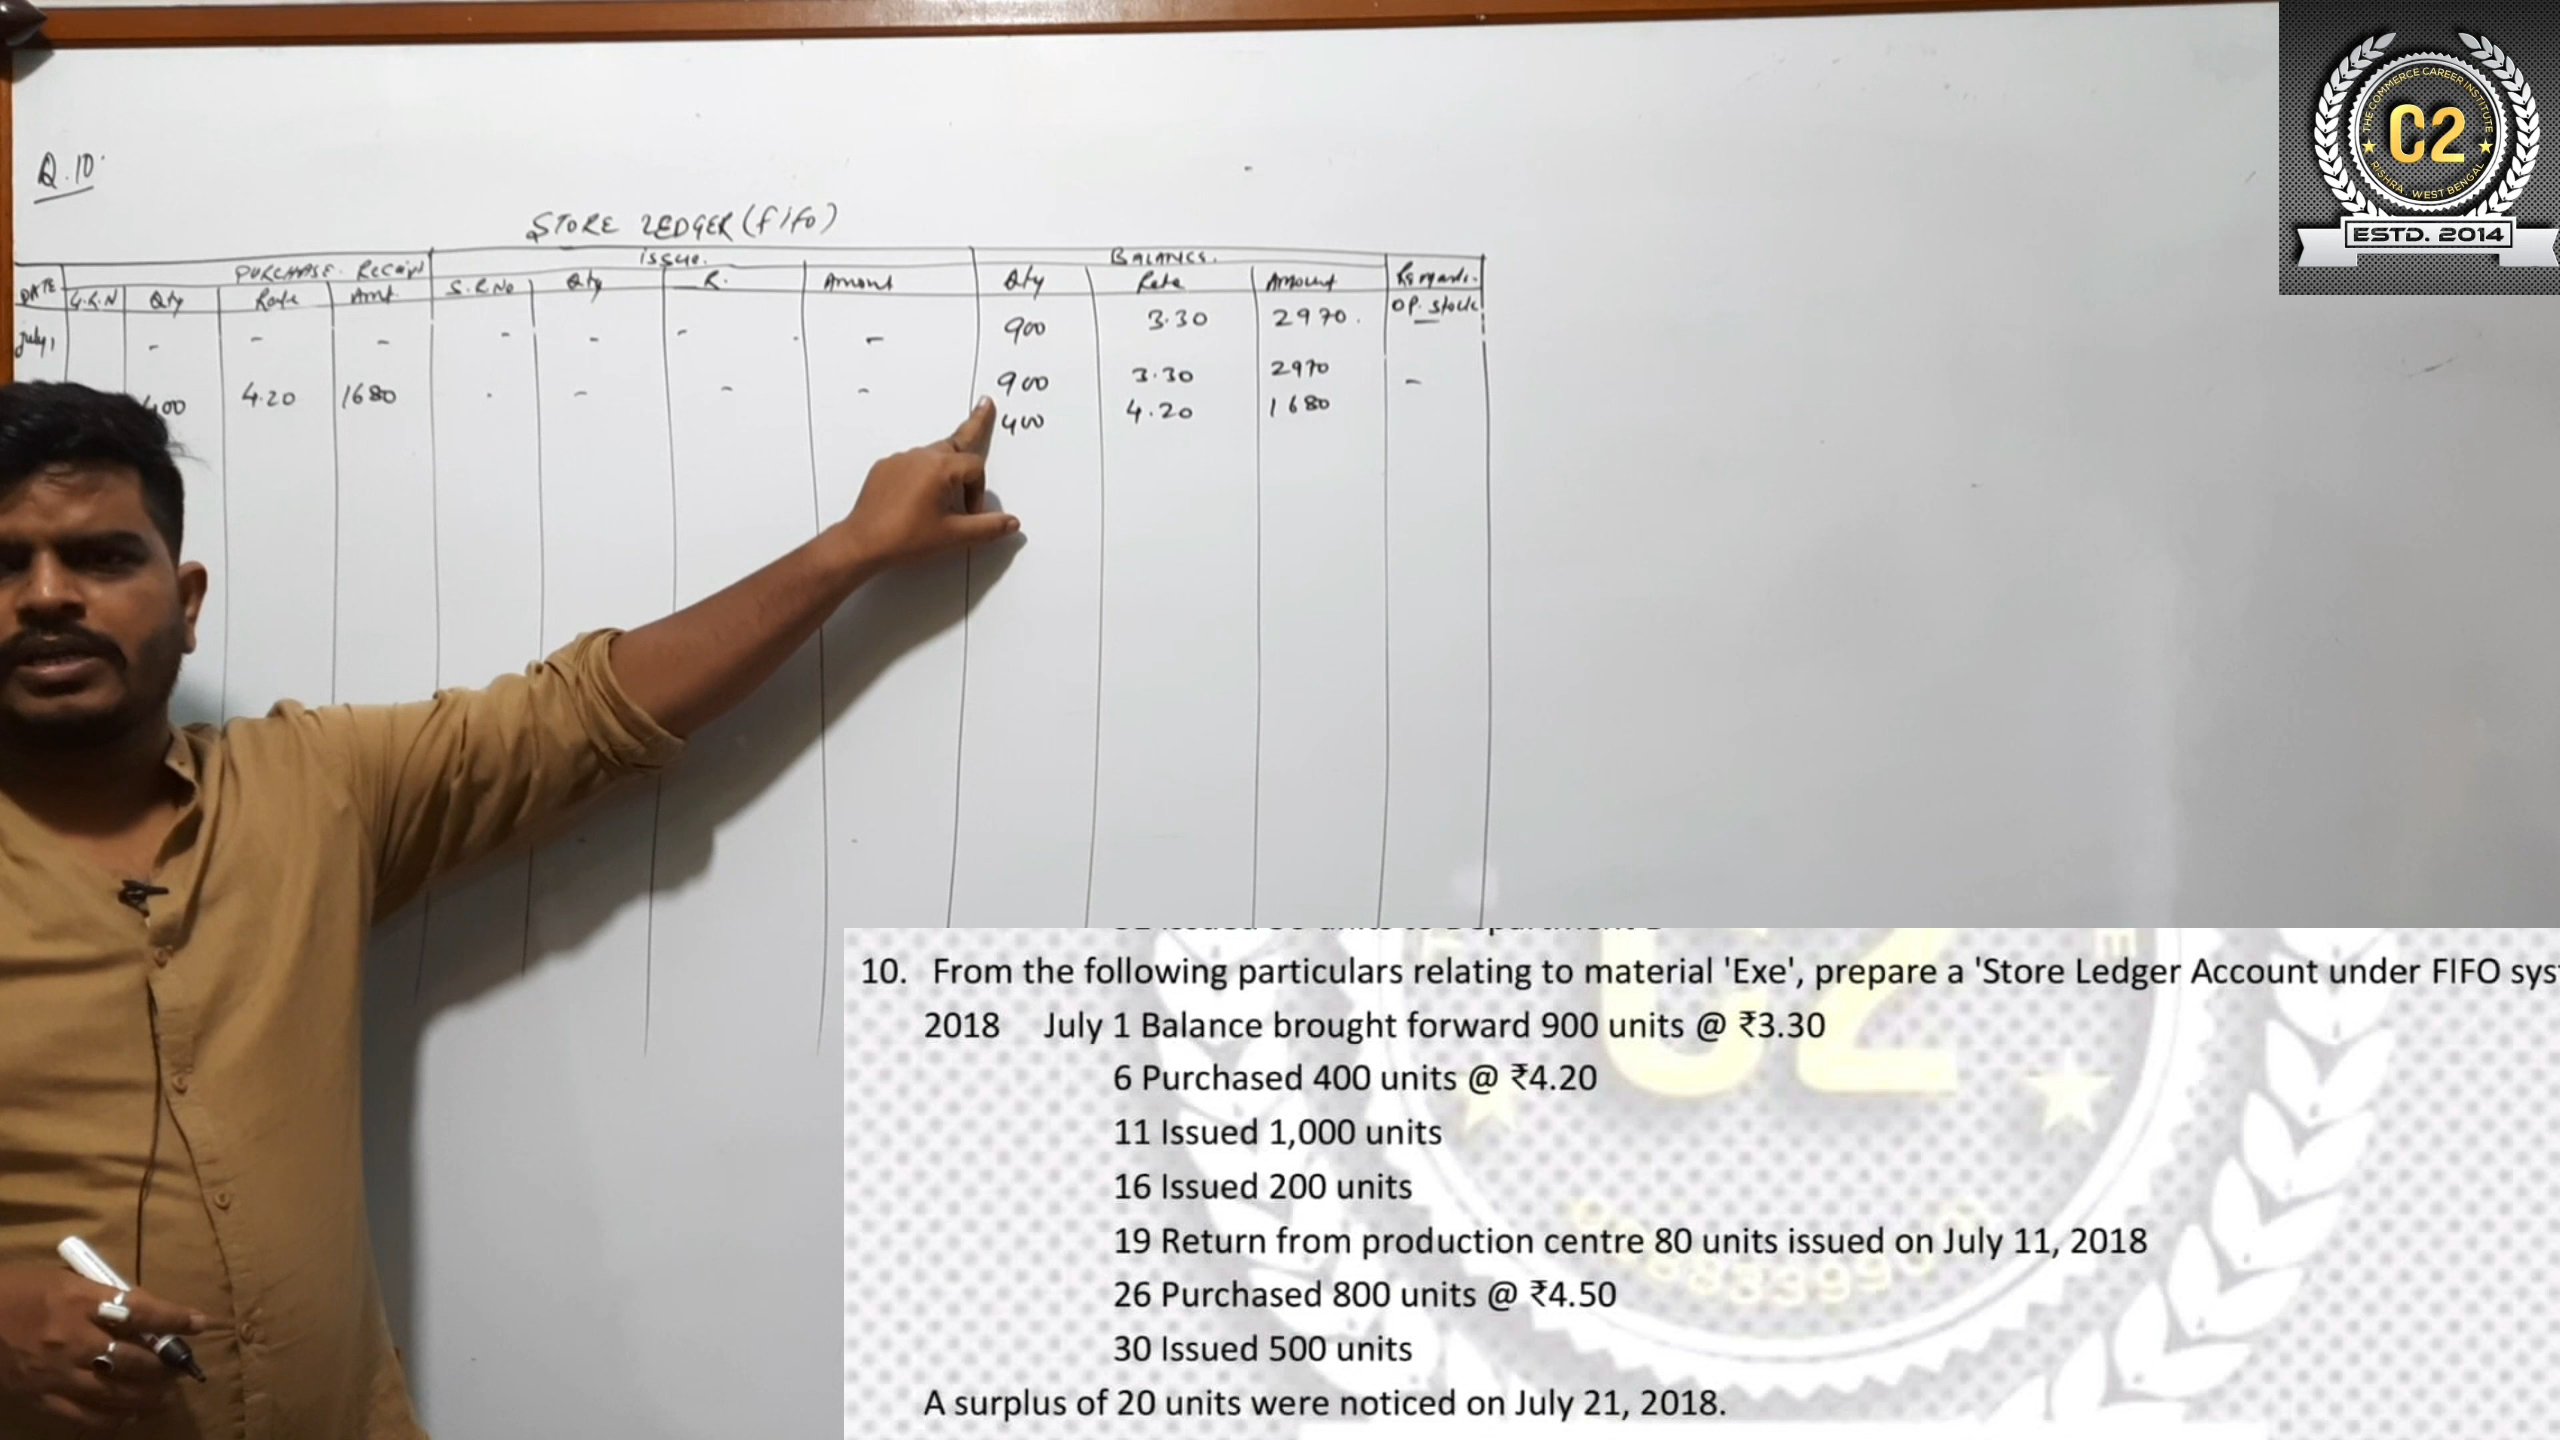 Q.10.
STORE LEDGER (FIFO)
PURCHASE. Receipt issue. BALANCE.
DATE G.R.N Qty Rate Amt. S.R No Qty R. Amount Qty Rate Amount Remarks.
july 1 - - - - - - - 900 3.30 2970. OP. stock
400 4.20 1680 - - - 900 3.30 2970 -
400 4.20 1680
THE COMMERCE CAREER INSTITUTE
C2
RISHRA, WEST BENGAL
ESTD. 2014
10. From the following particulars relating to material 'Exe', prepare a 'Store Ledger Account under FIFO sys
2018 July 1 Balance brought forward 900 units @ ₹3.30
6 Purchased 400 units @ ₹4.20
11 Issued 1,000 units
16 Issued 200 units
19 Return from production centre 80 units issued on July 11, 2018
26 Purchased 800 units @ ₹4.50
30 Issued 500 units
A surplus of 20 units were noticed on July 21, 2018.